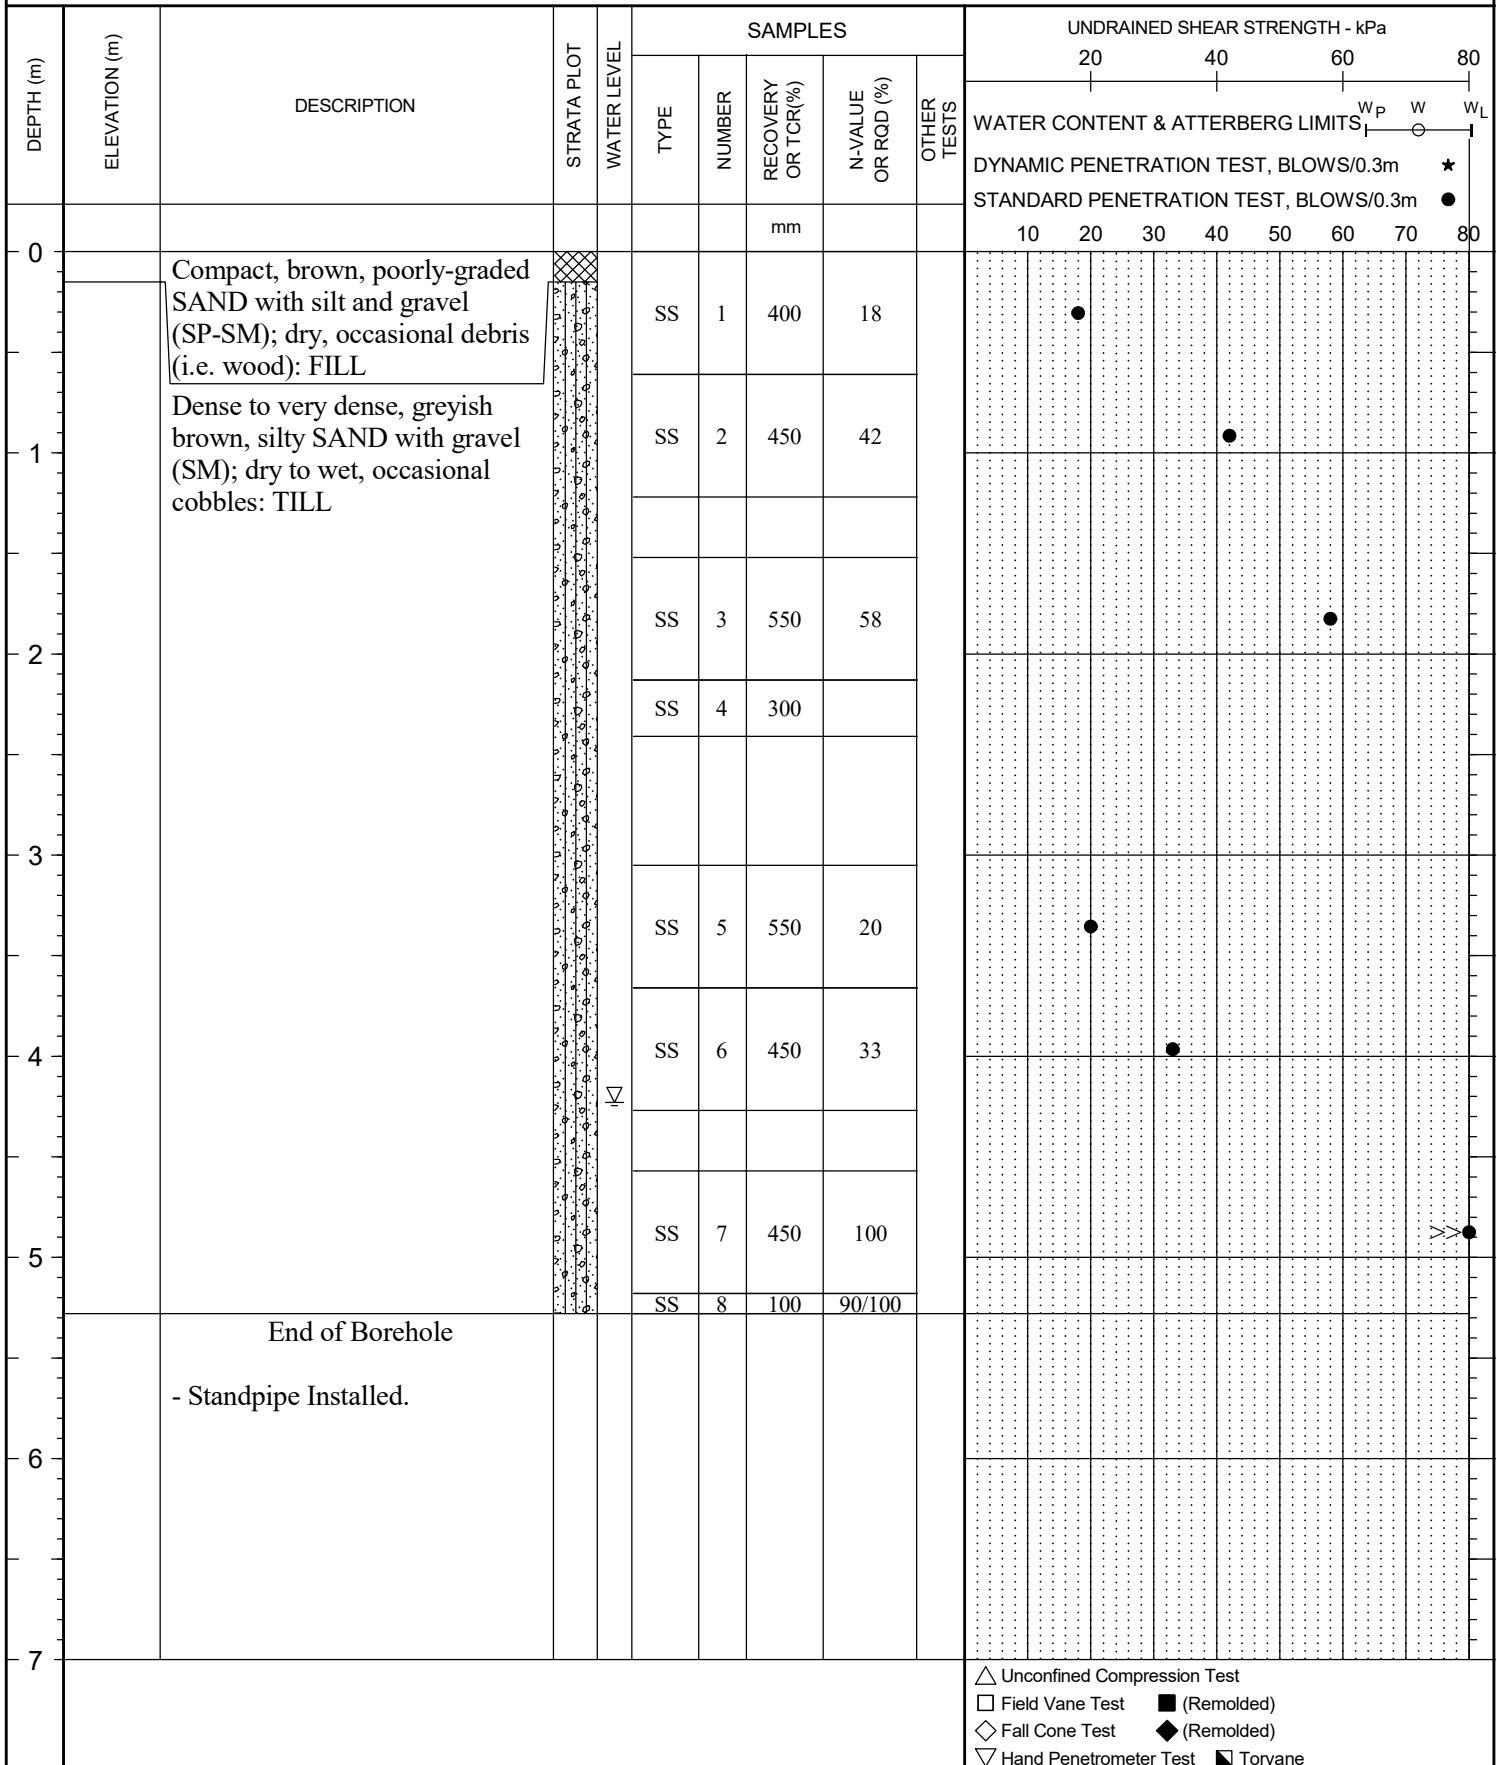 DEPTH (m)
ELEVATION (m)
DESCRIPTION
STRATA PLOT
WATER LEVEL
SAMPLES
TYPE
NUMBER
RECOVERY
OR TCR(%)
N-VALUE
OR RQD (%)
OTHER
TESTS
UNDRAINED SHEAR STRENGTH - kPa
20 40 60 80
WATER CONTENT & ATTERBERG LIMITS WP W WL
DYNAMIC PENETRATION TEST, BLOWS/0.3m ★
STANDARD PENETRATION TEST, BLOWS/0.3m ●
mm
10 20 30 40 50 60 70 80
0
Compact, brown, poorly-graded
SAND with silt and gravel
(SP-SM); dry, occasional debris
(i.e. wood): FILL
SS 1 400 18
Dense to very dense, greyish
brown, silty SAND with gravel
(SM); dry to wet, occasional
cobbles: TILL
SS 2 450 42
1
SS 3 550 58
2
SS 4 300
3
SS 5 550 20
SS 6 450 33
4
SS 7 450 100
>>
5
SS 8 100 90/100
End of Borehole
- Standpipe Installed.
6
7
△ Unconfined Compression Test
□ Field Vane Test ■ (Remolded)
◇ Fall Cone Test ◆ (Remolded)
▽ Hand Penetrometer Test Torvane